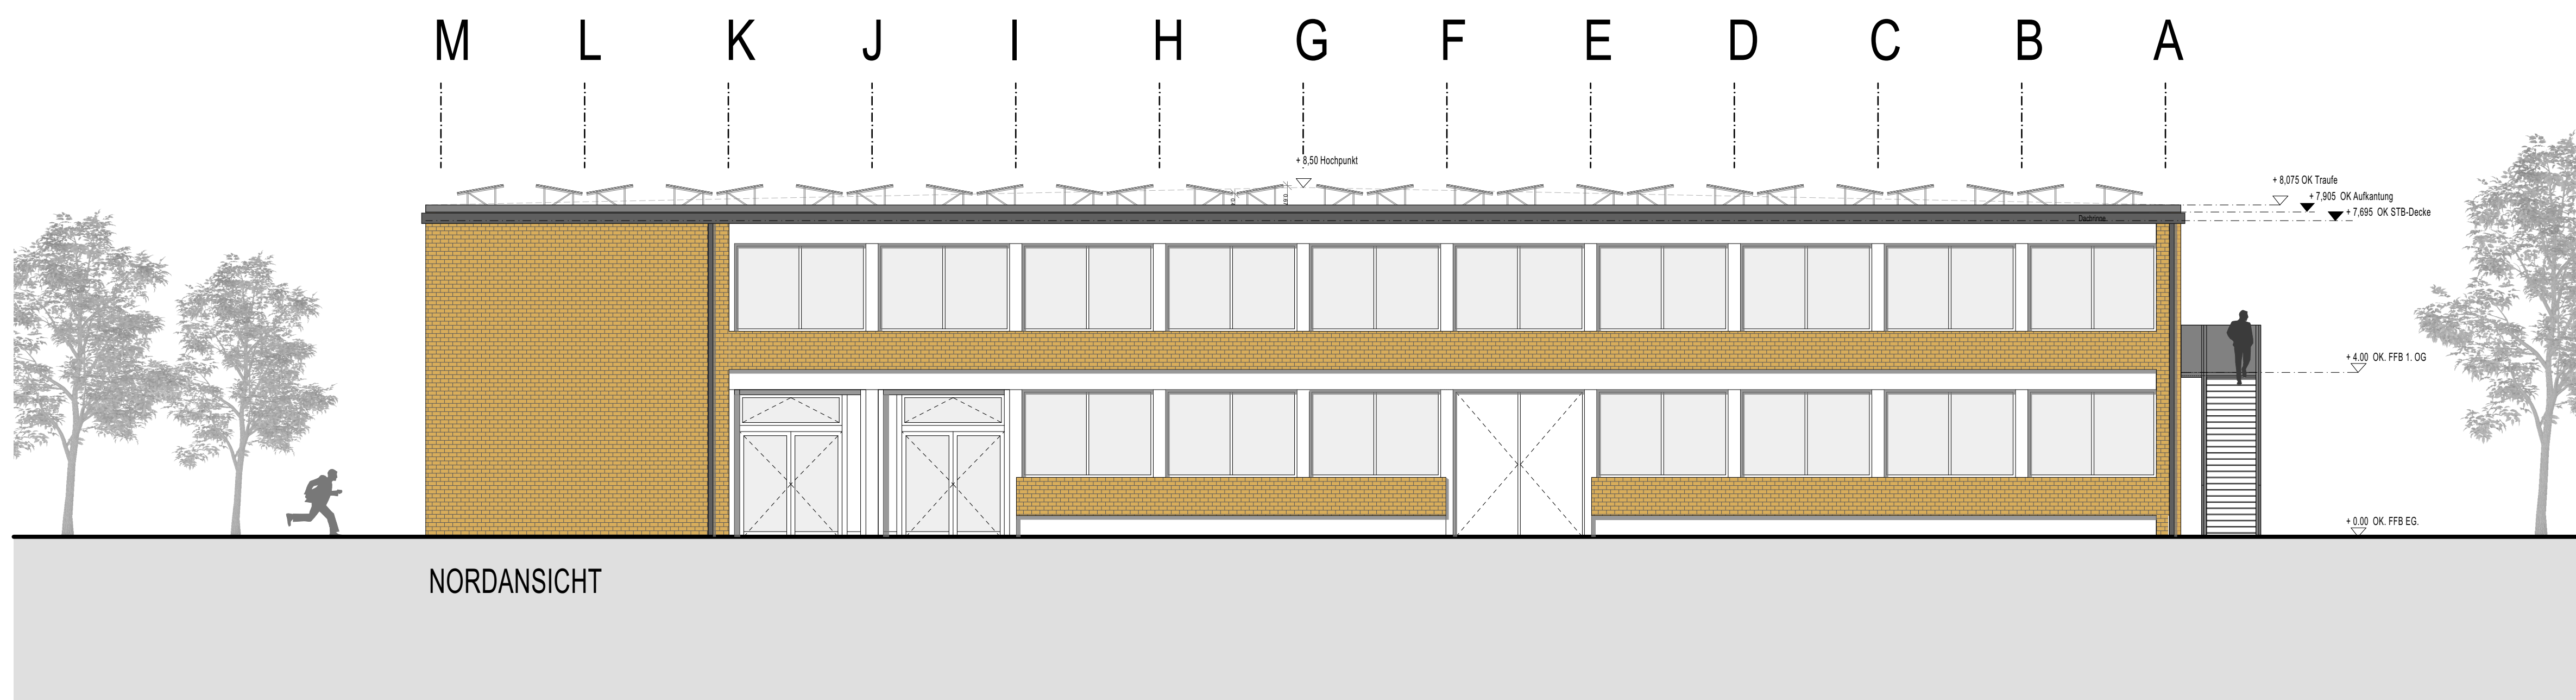 M L K J I H G F E D C B A
+ 8,50 Hochpunkt
+ 8,075 OK Traufe
+ 7,905 OK Aufkantung
+ 7,695 OK STB-Decke
Dachrinne
+ 4.00 OK. FFB 1. OG
+ 0.00 OK. FFB EG.
NORDANSICHT